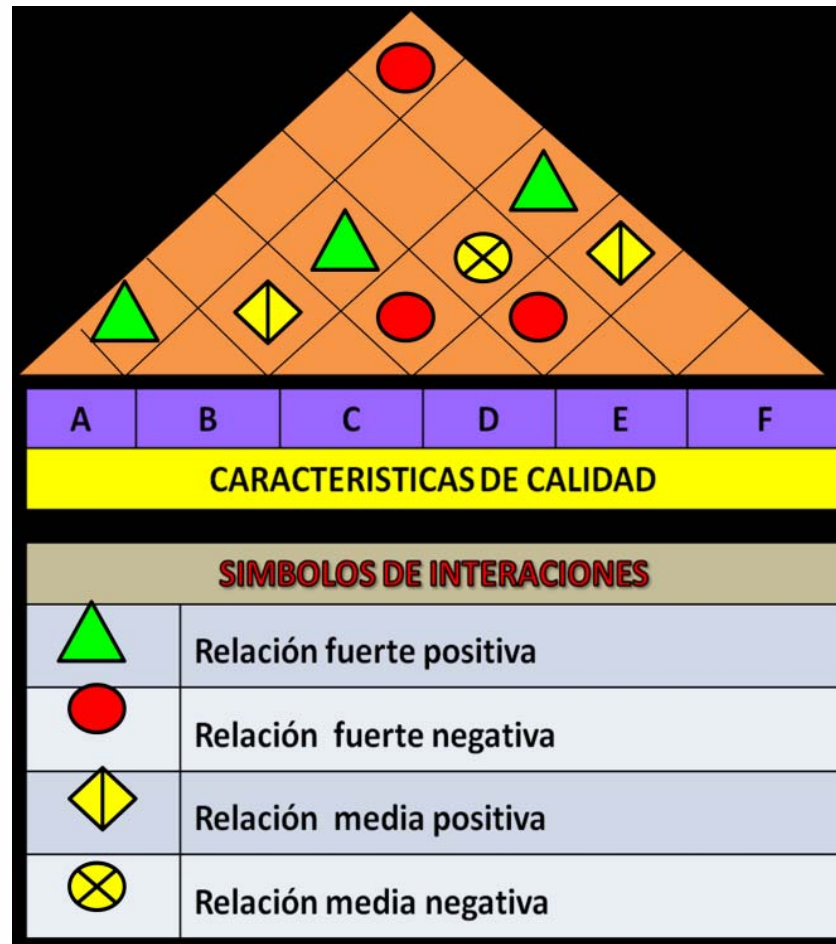 A B C D E F
CARACTERISTICAS DE CALIDAD
SIMBOLOS DE INTERACIONES
Relación fuerte positiva
Relación fuerte negativa
Relación media positiva
Relación media negativa